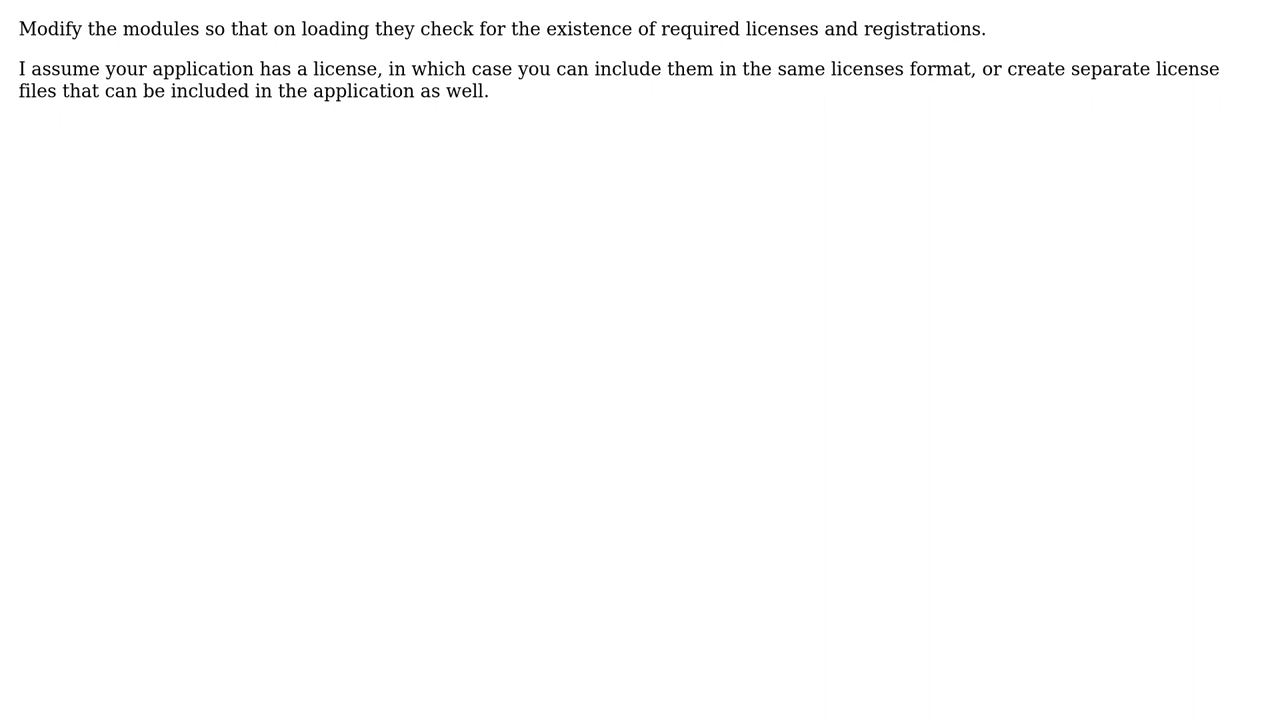 Modify the modules so that on loading they check for the existence of required licenses and registrations.
I assume your application has a license, in which case you can include them in the same licenses format, or create separate license
files that can be included in the application as well.